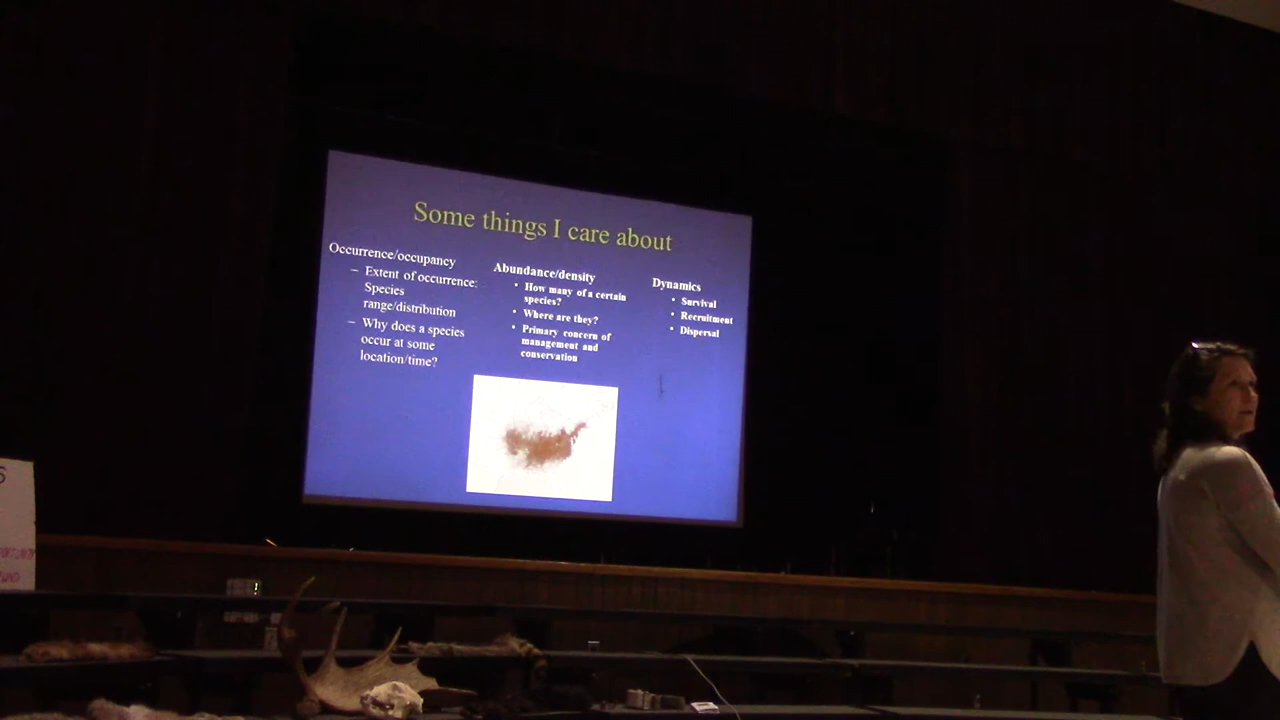 Some things I care about
Occurrence/occupancy
– Extent of occurrence:
Species
range/distribution
– Why does a species
occur at some
location/time?
Abundance/density
• How many of a certain
species?
• Where are they?
• Primary concern of
management and
conservation
Dynamics
• Survival
• Recruitment
• Dispersal